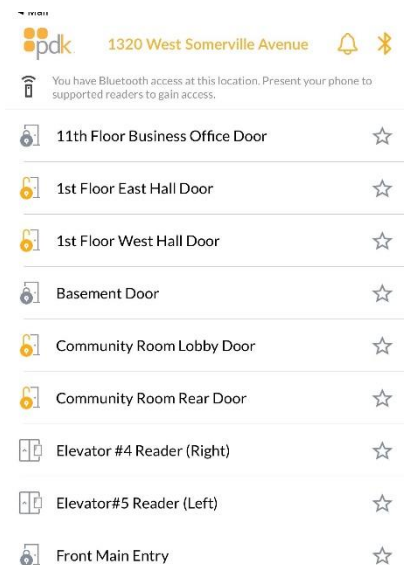 pdk
1320 West Somerville Avenue
You have Bluetooth access at this location. Present your phone to
supported readers to gain access.
11th Floor Business Office Door
1st Floor East Hall Door
1st Floor West Hall Door
Basement Door
Community Room Lobby Door
Community Room Rear Door
Elevator #4 Reader (Right)
Elevator#5 Reader (Left)
Front Main Entry